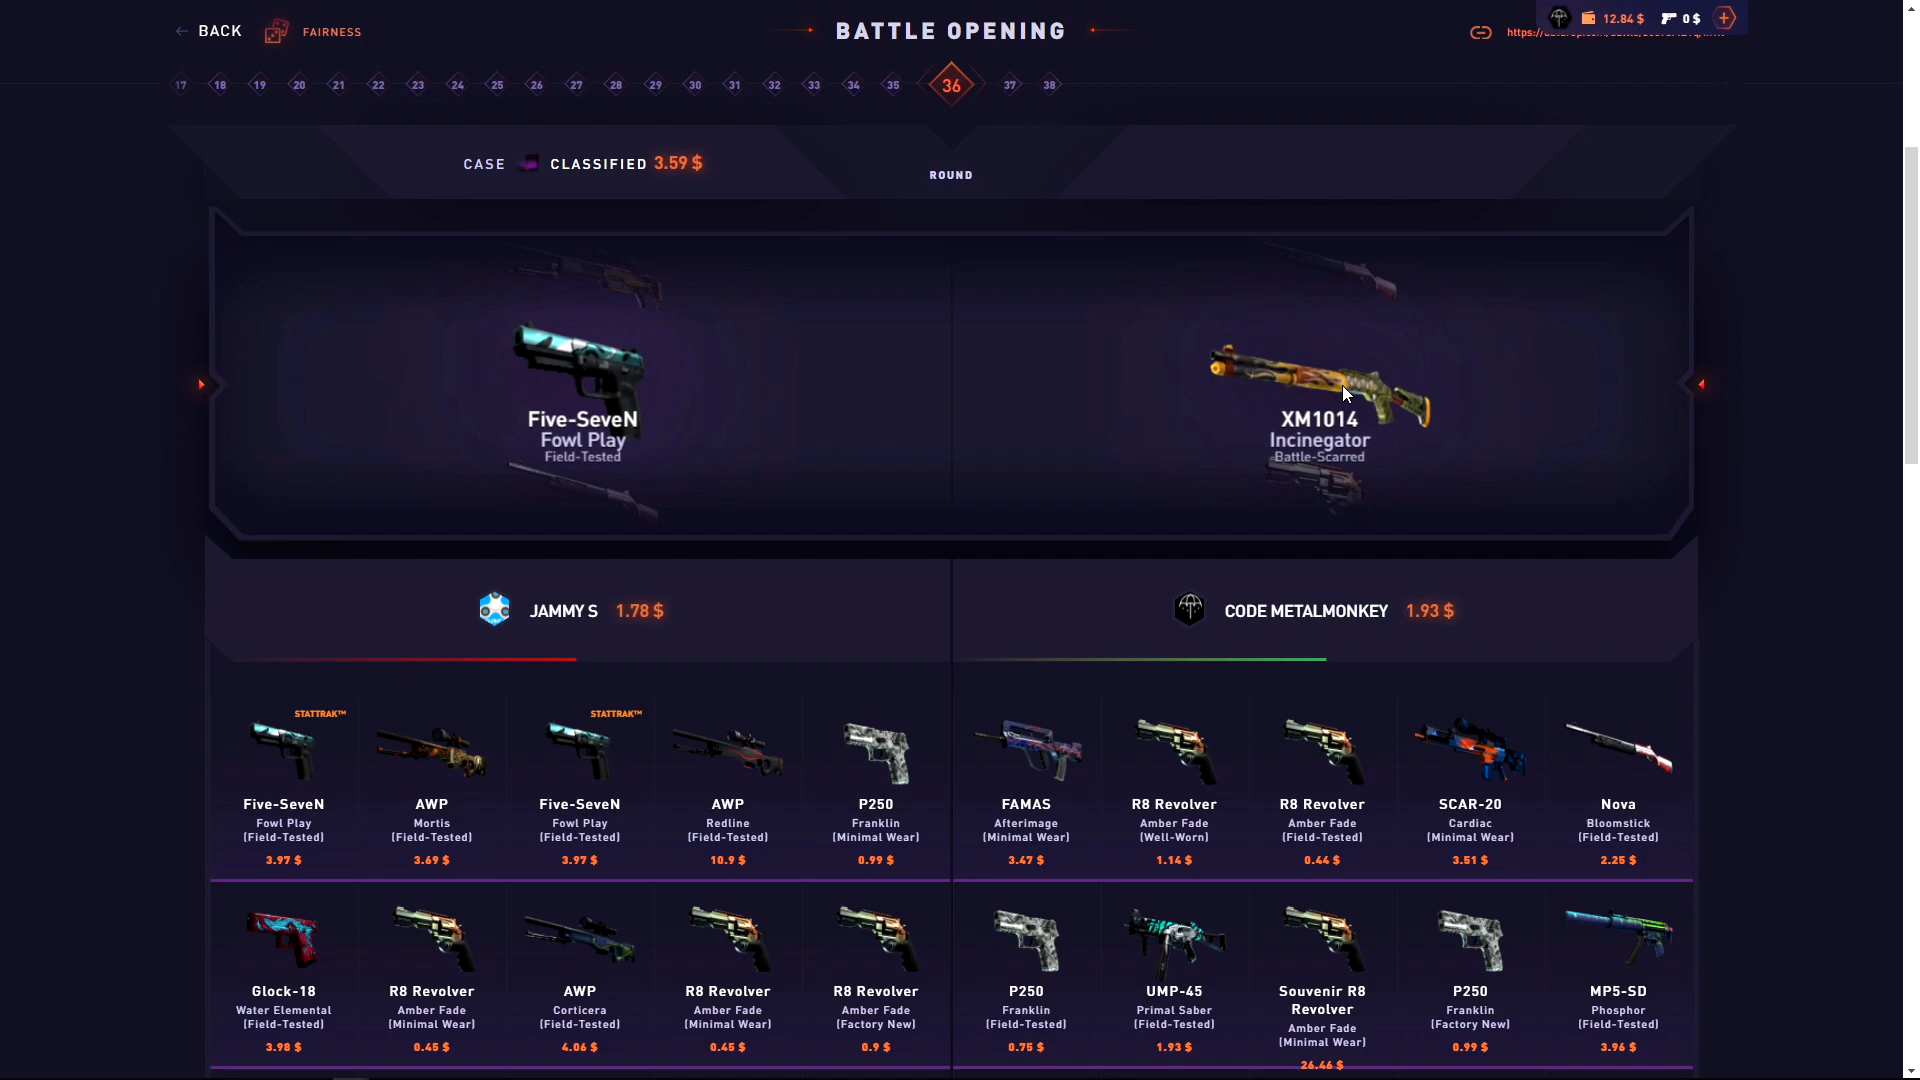 BACK
FAIRNESS
BATTLE OPENING
12.84 $
0 $
17 18 19 20 21 22 23 24 25 26 27 28 29 30 31 32 33 34 35 36 37 38
CASE CLASSIFIED 3.59 $
ROUND
Five-SeveN
Fowl Play
Field-Tested
XM1014
Incinegator
Battle-Scarred
JAMMY S 1.78 $
CODE METALMONKEY 1.93 $
STATTRAK™ STATTRAK™
Five-SeveN AWP Five-SeveN AWP P250 FAMAS R8 Revolver R8 Revolver SCAR-20 Nova
Fowl Play Mortis Fowl Play Redline Franklin Afterimage Amber Fade Amber Fade Cardiac Bloomstick
(Field-Tested) (Field-Tested) (Field-Tested) (Field-Tested) (Minimal Wear) (Minimal Wear) (Well-Worn) (Field-Tested) (Minimal Wear) (Field-Tested)
3.97 $ 3.69 $ 3.97 $ 10.9 $ 0.99 $ 3.47 $ 1.14 $ 0.44 $ 3.51 $ 2.25 $
Glock-18 R8 Revolver AWP R8 Revolver R8 Revolver P250 UMP-45 Souvenir R8 P250 MP5-SD
Revolver
Water Elemental Amber Fade Corticera Amber Fade Amber Fade Franklin Primal Saber Franklin Phosphor
(Field-Tested) (Minimal Wear) (Field-Tested) (Minimal Wear) (Factory New) (Field-Tested) (Field-Tested) Amber Fade (Factory New) (Field-Tested)
(Minimal Wear)
3.98 $ 0.45 $ 4.06 $ 0.45 $ 0.9 $ 0.75 $ 1.93 $ 0.99 $ 3.96 $
26.46 $